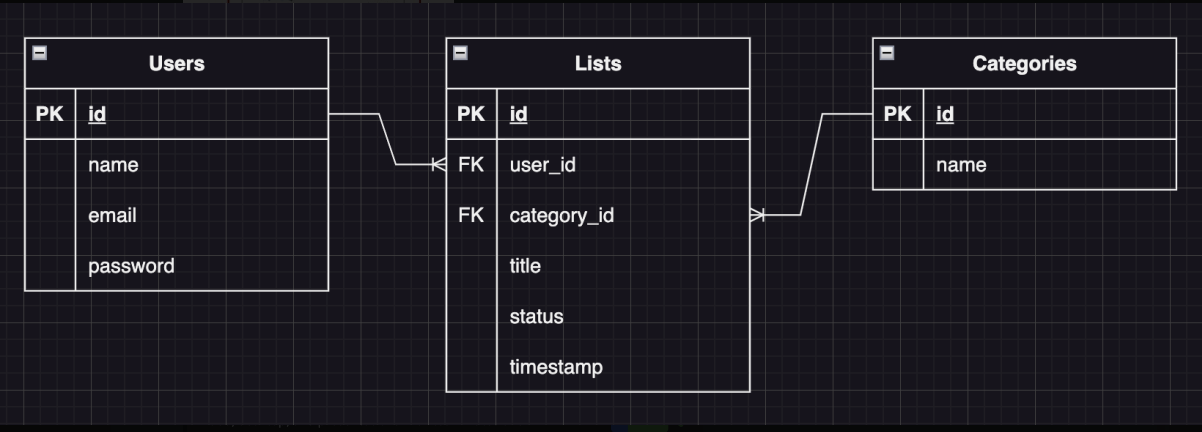 Users
PK id
name
email
password
Lists
PK id
FK user_id
FK category_id
title
status
timestamp
Categories
PK id
name